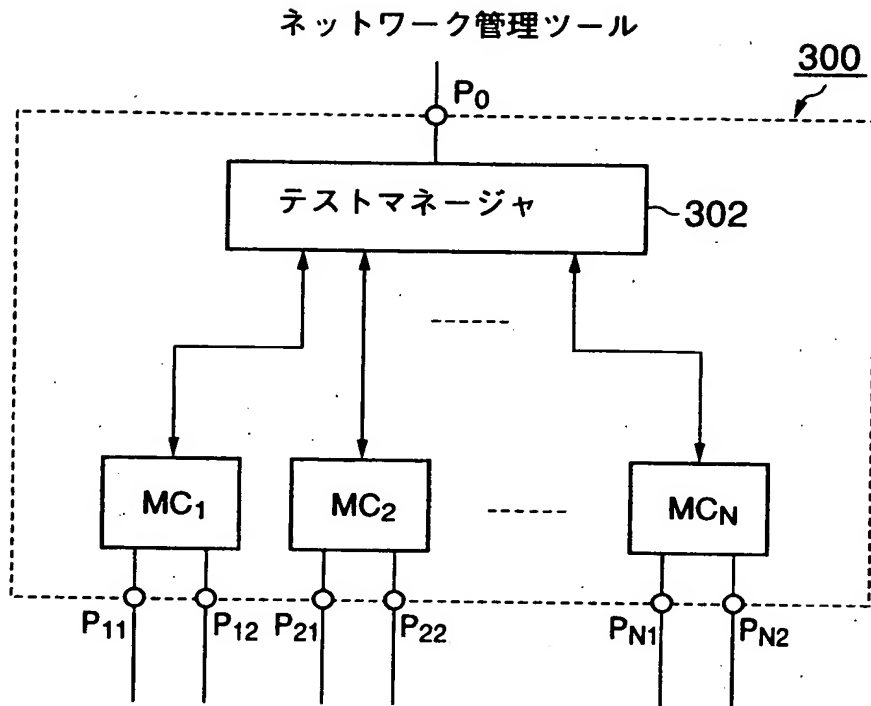 ネットワーク管理ツール
300
P0
テストマネージャ
302
MC1
MC2
MCN
P11
P12
P21
P22
PN1
PN2